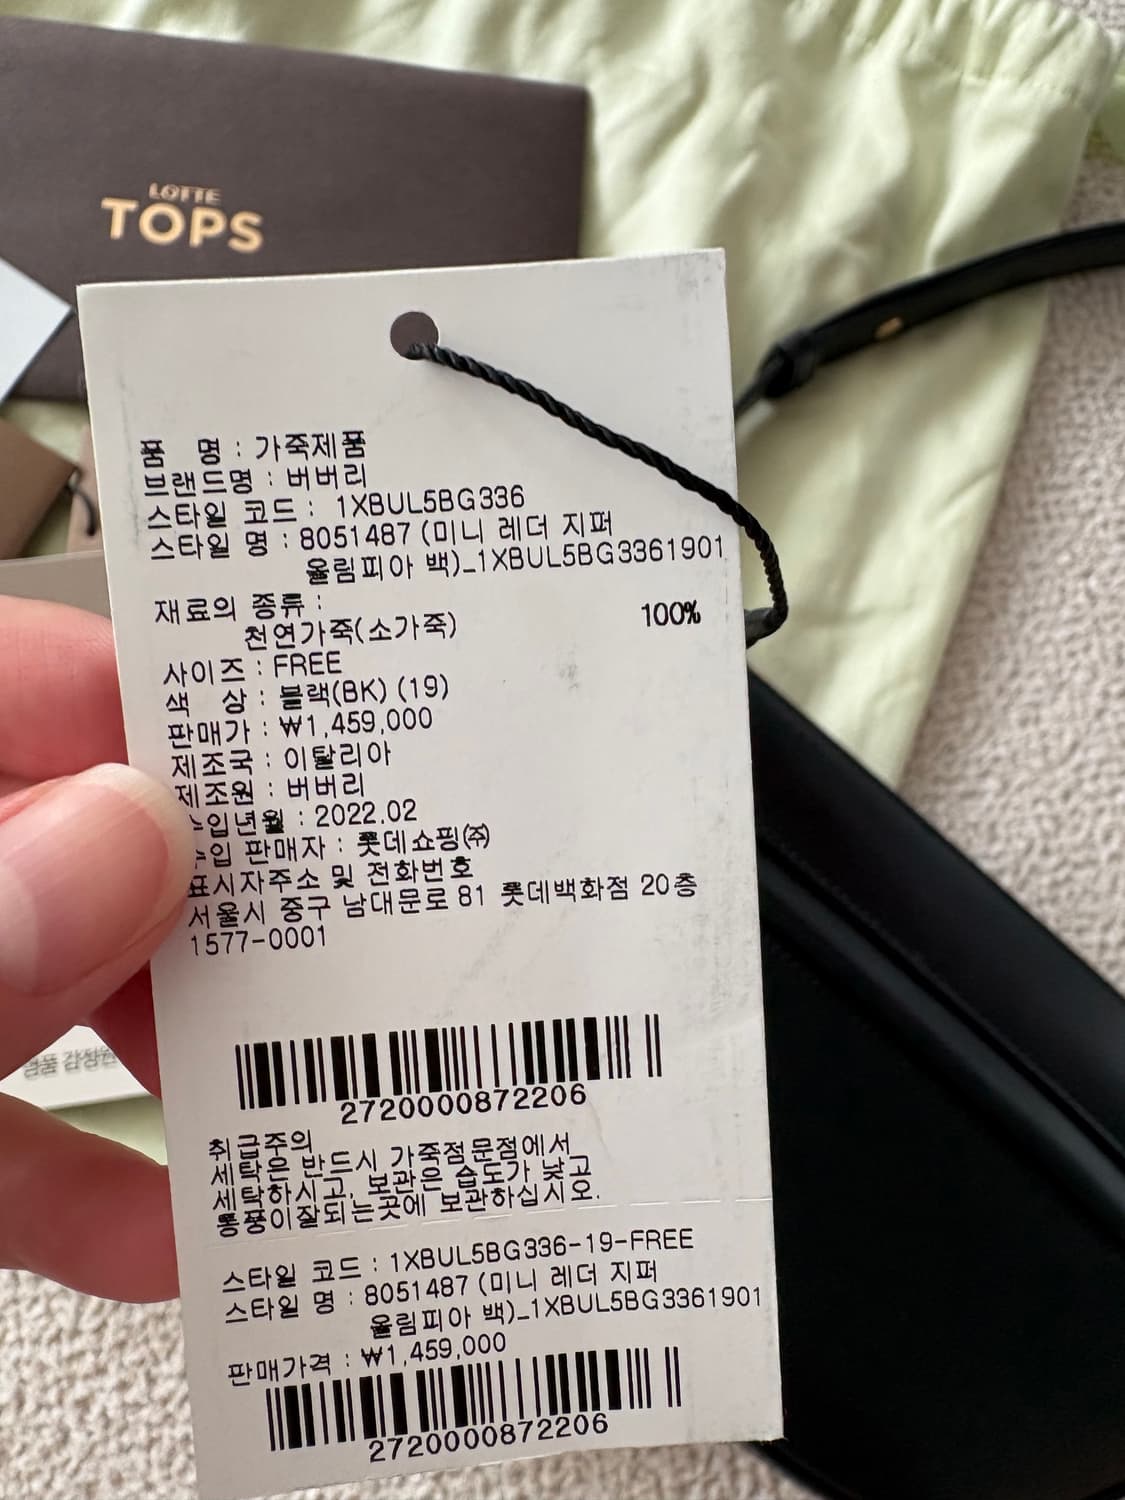 LOTTE
TOPS
품 명 : 가죽제품
브랜드명 : 버버리
스타일 코드 : 1XBUL5BG336
스타일 명 : 8051487 (미니 레더 지퍼
올림피아 백)_1XBUL5BG3361901
재료의 종류 :
천연가죽(소가죽) 100%
사이즈 : FREE
색 상 : 블랙(BK) (19)
판매가 : ₩1,459,000
제조국 : 이탈리아
제조원 : 버버리
수입년월 : 2022.02
수입 판매자 : 롯데쇼핑㈜
표시자주소 및 전화번호
서울시 중구 남대문로 81 롯데백화점 20층
1577-0001
2720000872206
취급주의
세탁은 반드시 가죽점문점에서
세탁하시고, 보관은 습도가 낮고
통풍이잘되는곳에 보관하십시오.
스타일 코드 : 1XBUL5BG336-19-FREE
스타일 명 : 8051487 (미니 레더 지퍼
올림피아 백)_1XBUL5BG3361901
판매가격 : ₩1,459,000
2720000872206